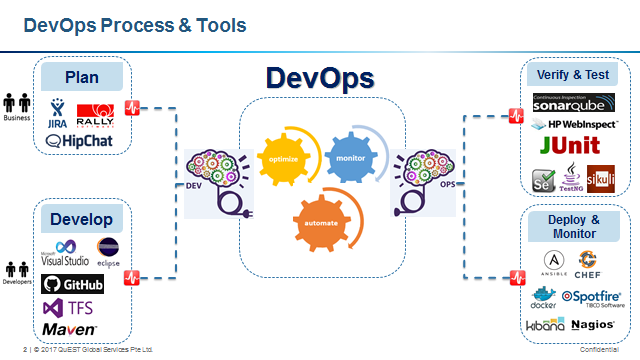 DevOps Process & Tools
Plan
Business
JIRA
RALLY
SOFTWARE
HipChat
Develop
Developers
Microsoft
Visual Studio
eclipse
GitHub
TFS
Maven
DevOps
DEV
optimize
monitor
automate
OPS
Verify & Test
Continuous Inspection
sonarqube
HP WebInspect
JUnit
Se
Java
TestNG
sikuli
Deploy &
Monitor
A
ANSIBLE
CHEF
docker
Spotfire
TIBCO Software
kibana
Nagios
2 | © 2017 QuEST Global Services Pte Ltd.
Confidential